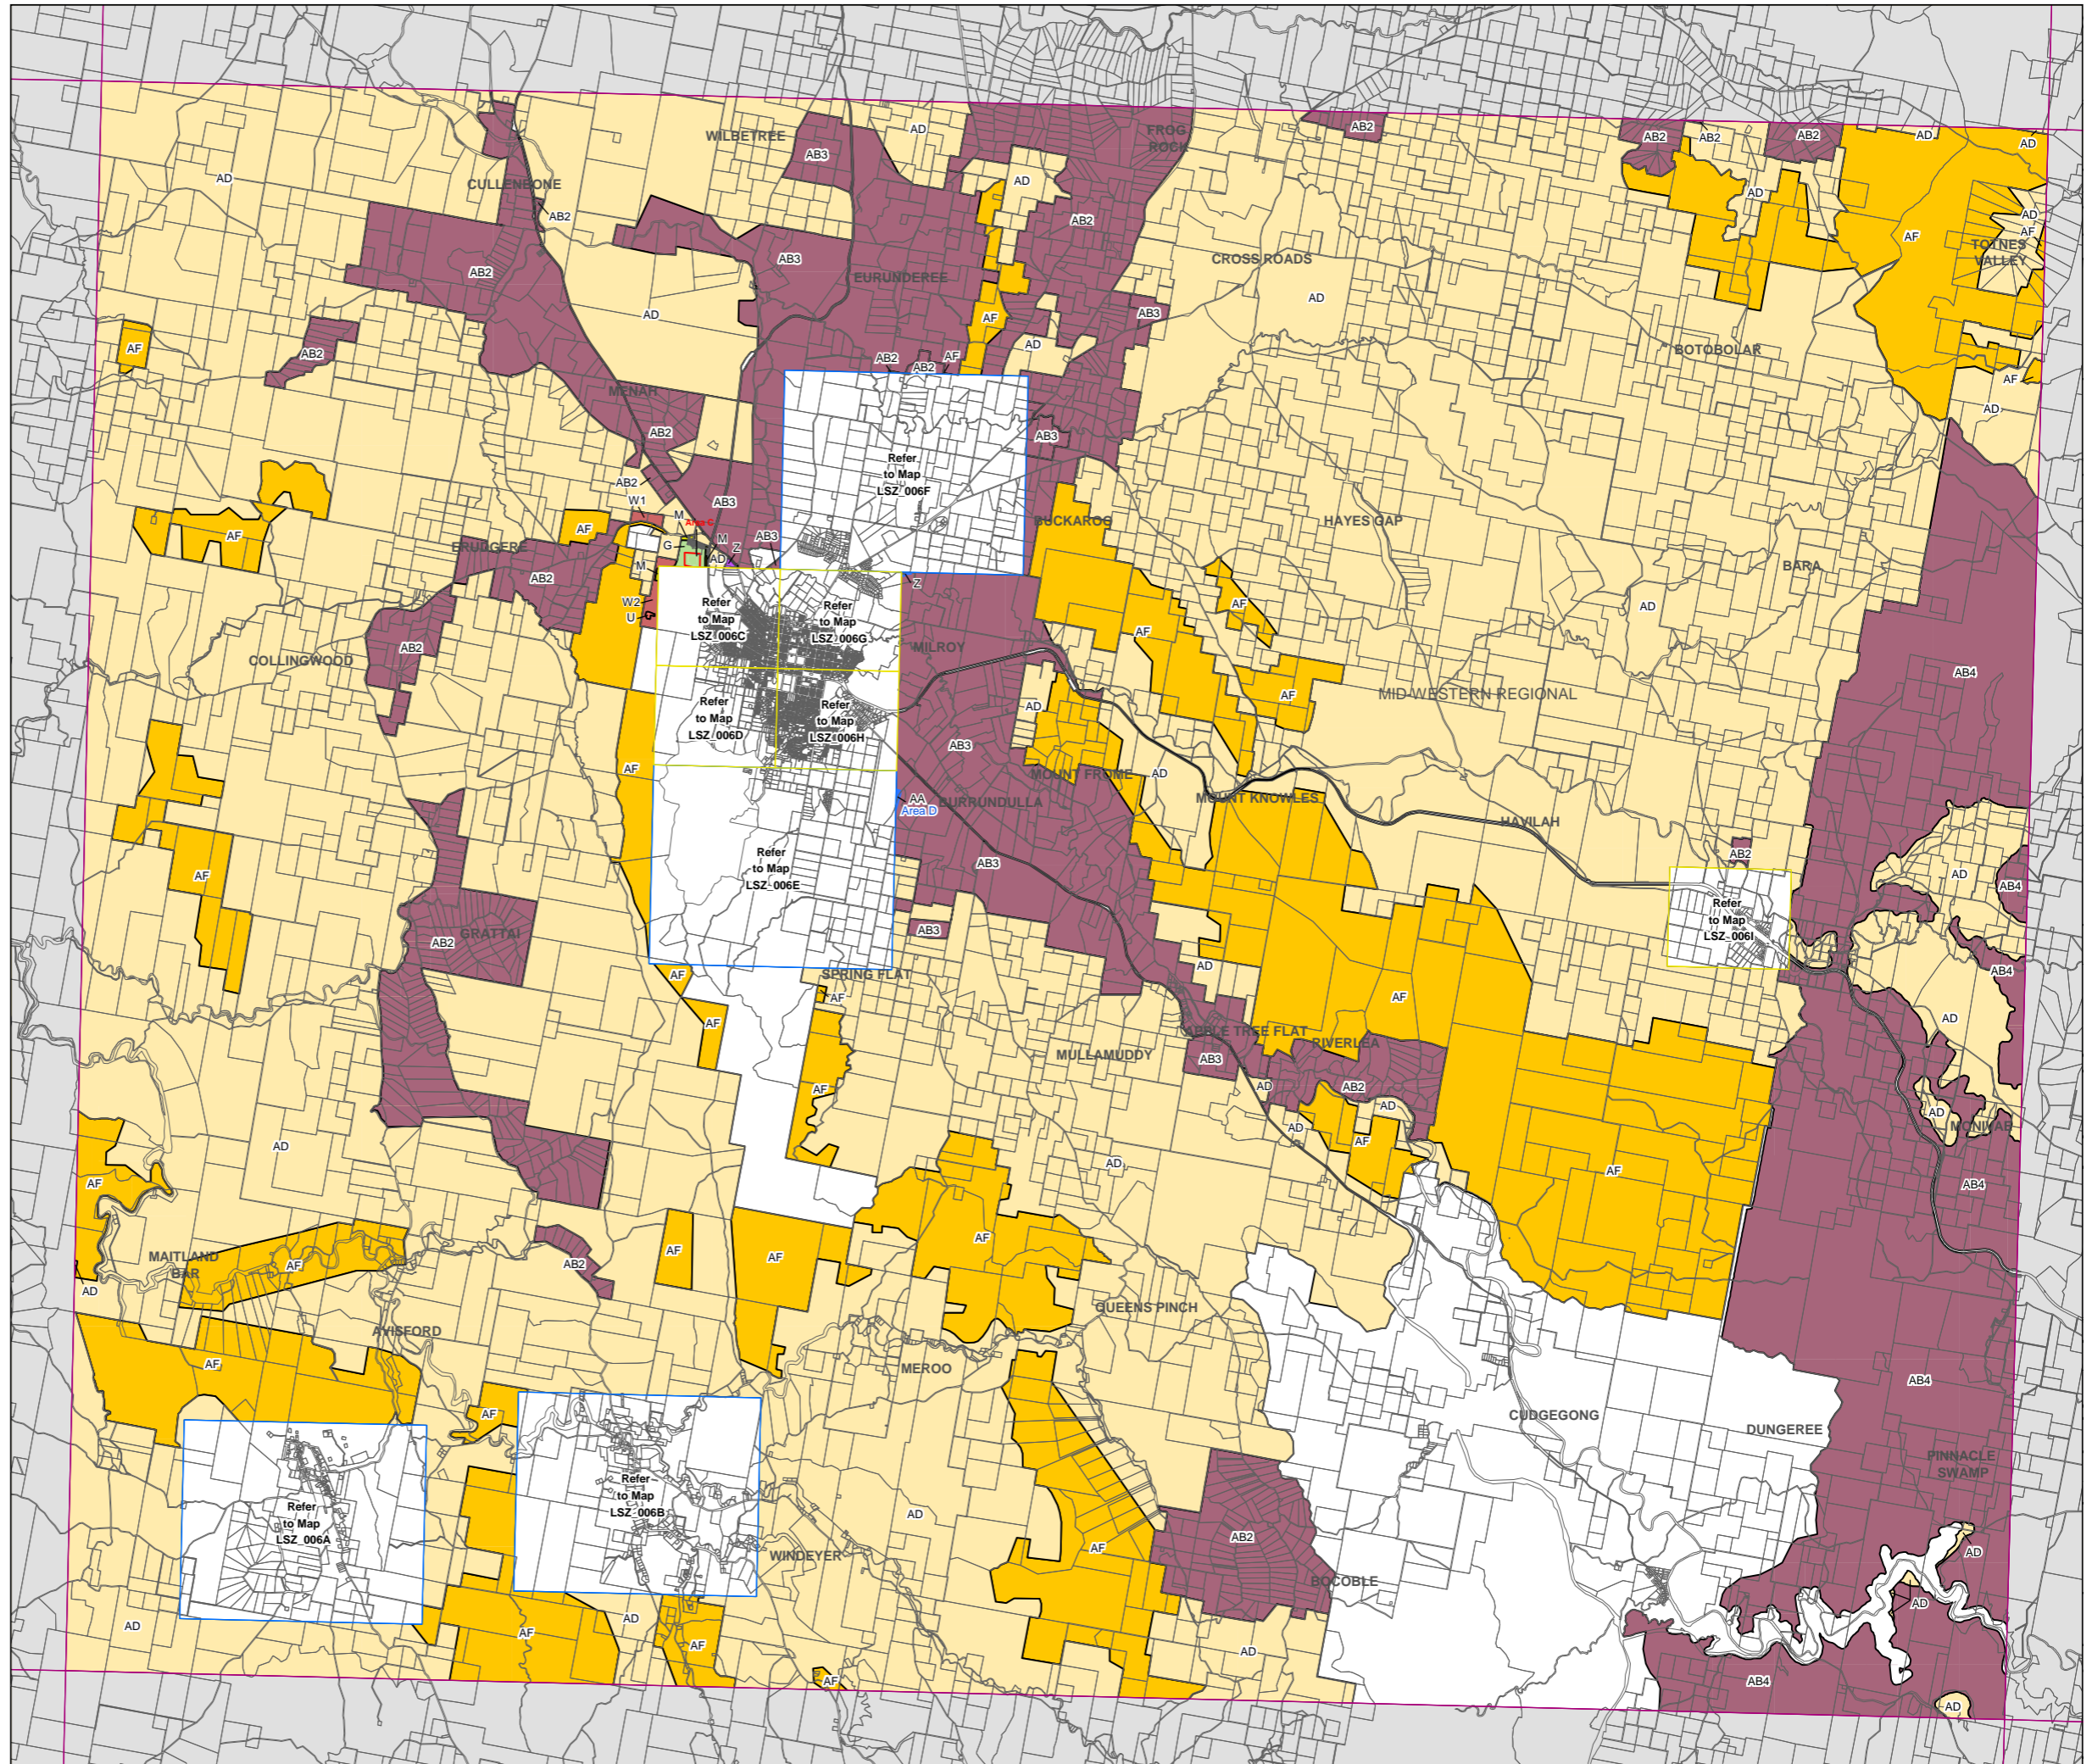 WILBETREE
AD
FROG
ROCK
AB2
AB2
AB2
AB2
AD
AD
AB3
AD
CULLENBONE
AD
AD
AB2
AB2
AD
AF
TOTNES
VALLEY
AF
AB2
AB3
EURUNDEREE
CROSS ROADS
AD
AD
AB3
AF
AF
AB2
AB2
AF
AB2
AD
BOTOBOLAR
AF
MENAH
AD
AB2
AB3
Refer
to Map
LSZ_006F
AB2
W1
AB3
M
Area C
AF
AF
BUCKAROO
HAYES GAP
ERUDGERE
G
M
AB3
Z
AD
M
AB2
BARA
Z
W2
U
Refer
to Map
LSZ_006C
Refer
to Map
LSZ_006G
AF
AF
AD
COLLINGWOOD
AB2
MILROY
AB4
AF
MID-WESTERN REGIONAL
AD
Refer
to Map
LSZ_006D
Refer
to Map
LSZ_006H
AB3
AF
MOUNT FROME
AD
AA
Area D
BURRUNDULLA
MOUNT KNOWLES
HAVILAH
AB3
AB2
Refer
to Map
LSZ_006E
AF
AD
AB4
Refer
to Map
LSZ_006I
AB2
GRATTAI
AB3
AF
SPRING FLAT
AD
AB4
AF
AF
AF
AD
APPLE TREE FLAT
RIVERLEA
MULLAMUDDY
AB3
AF
AD
AB2
AD
AD
AD
MONIVAE
AD
AF
AD
AF
AF
AB4
AF
AF
AF
MAITLAND
BAR
AF
AB2
AD
QUEENS PINCH
AYISFORD
AF
MEROO
AB4
AF
CUDGEGONG
DUNGEREE
PINNACLE
SWAMP
Refer
to Map
LSZ_006A
Refer
to Map
LSZ_006B
AD
AB2
AF
WINDEYER
AD
BOCOBLE
AD
AD
AD
AF
AF
AD
AF
AB4
AD